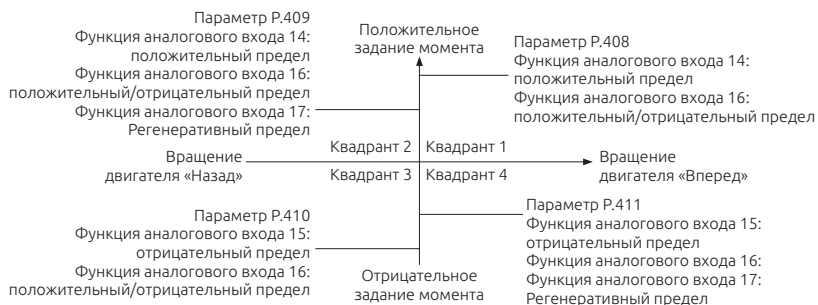 Параметр P.409
Функция аналогового входа 14:
положительный предел
Функция аналогового входа 16:
положительный/отрицательный предел
Функция аналогового входа 17:
Регенеративный предел
Положительное
задание момента
Параметр P.408
Функция аналогового входа 14:
положительный предел
Функция аналогового входа 16:
положительный/отрицательный предел
Вращение
двигателя «Назад»
Квадрант 2
Квадрант 1
Квадрант 3
Квадрант 4
Вращение
двигателя «Вперед»
Параметр P.410
Функция аналогового входа 15:
отрицательный предел
Функция аналогового входа 16:
положительный/отрицательный предел
Отрицательное
задание момента
Параметр P.411
Функция аналогового входа 15:
отрицательный предел
Функция аналогового входа 16:
Функция аналогового входа 17:
Регенеративный предел